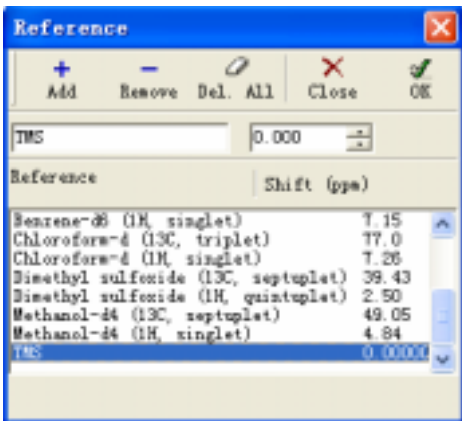 Reference
Add Remove Del. All Close OK
TMS 0.000
Reference Shift (ppm)
Benzene-d6 (1H, singlet) 7.15
Chloroform-d (13C, triplet) 77.0
Chloroform-d (1H, singlet) 7.26
Dimethyl sulfoxide (13C, septuplet) 39.43
Dimethyl sulfoxide (1H, quintuplet) 2.50
Methanol-d4 (13C, septuplet) 49.05
Methanol-d4 (1H, singlet) 4.84
TMS 0.00000